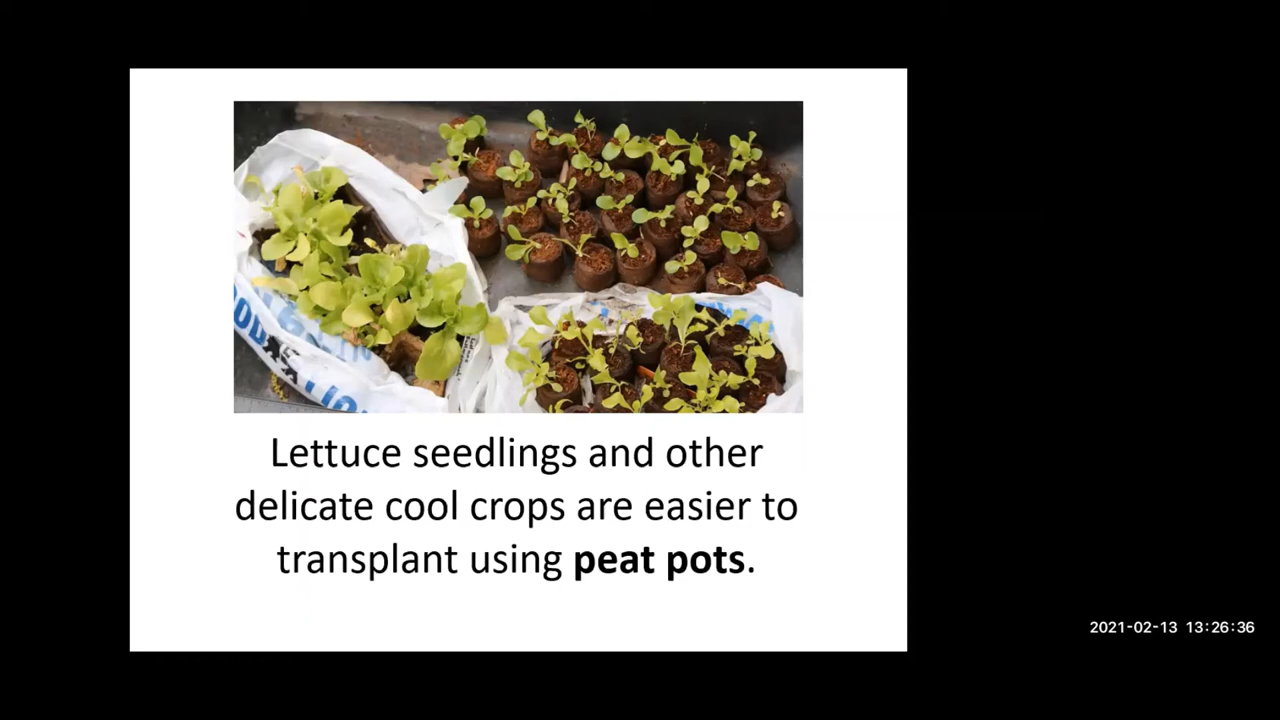 Lettuce seedlings and other
delicate cool crops are easier to
transplant using peat pots.
2021-02-13 13:26:36